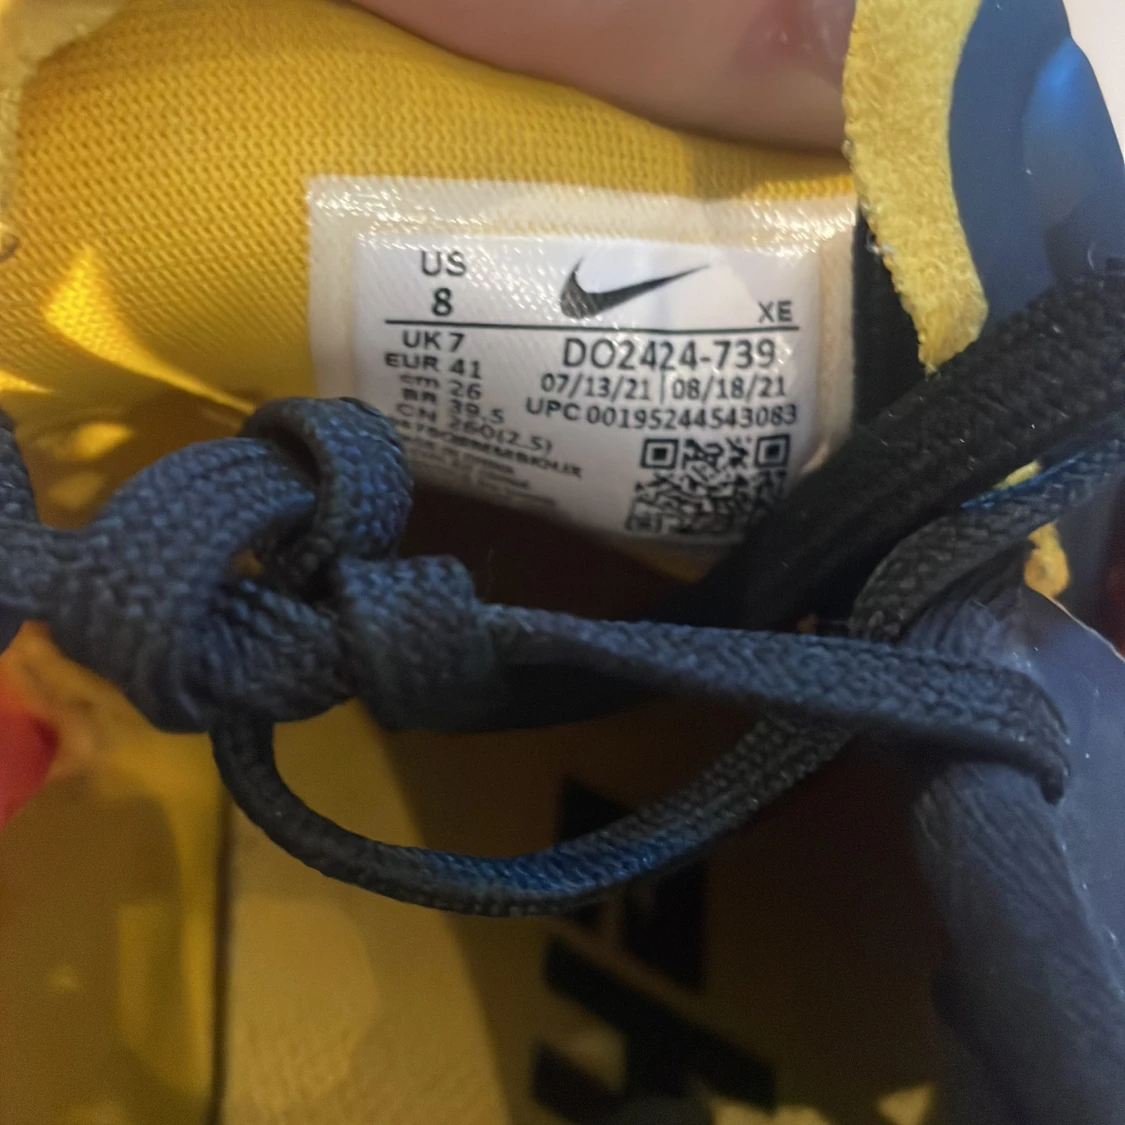 US
8
XE
UK 7
EUR 41
cm 26
BR 39.5
CN 260(2.5)
DO2424-739
07/13/21 08/18/21
UPC 00195244543083